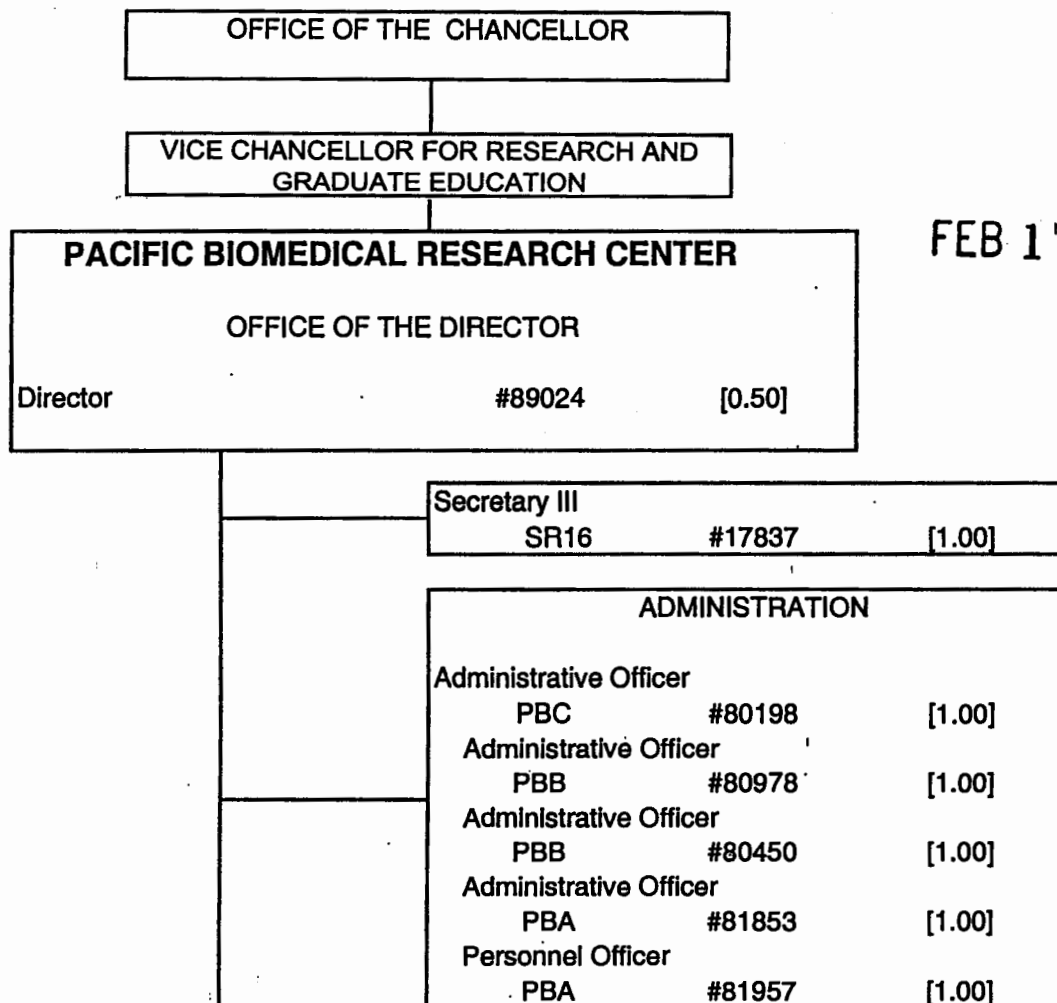 OFFICE OF THE CHANCELLOR
VICE CHANCELLOR FOR RESEARCH AND
GRADUATE EDUCATION
FEB 1
PACIFIC BIOMEDICAL RESEARCH CENTER
OFFICE OF THE DIRECTOR
Director #89024 [0.50]
Secretary III
SR16 #17837 [1.00]
ADMINISTRATION
Administrative Officer
PBC #80198 [1.00]
Administrative Officer
PBB #80978 [1.00]
Administrative Officer
PBB #80450 [1.00]
Administrative Officer
PBA #81853 [1.00]
Personnel Officer
PBA #81957 [1.00]